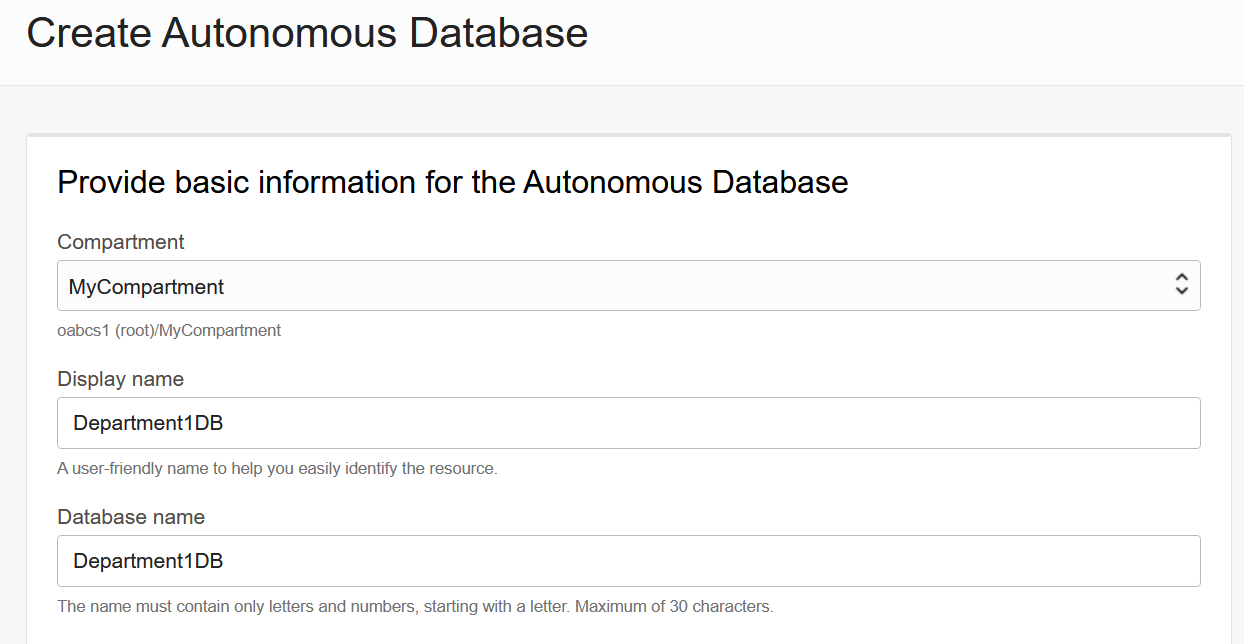 Create Autonomous Database
Provide basic information for the Autonomous Database
Compartment
MyCompartment
oabcs1 (root)/MyCompartment
Display name
Department1DB
A user-friendly name to help you easily identify the resource.
Database name
Department1DB
The name must contain only letters and numbers, starting with a letter. Maximum of 30 characters.